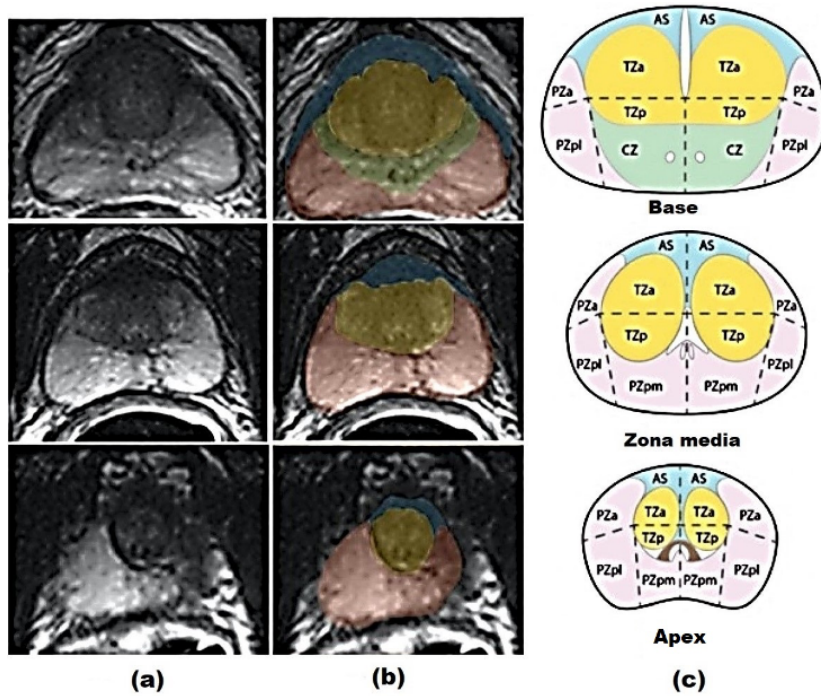 AS AS
TZa TZa
PZa PZa
TZp TZp
PZpl PZpl
CZ CZ
Base
AS AS
TZa TZa
PZa PZa
TZp TZp
PZpl PZpl
PZpm PZpm
Zona media
AS AS
PZa TZa TZa PZa
TZp TZp
PZpl PZpm PZpm PZpl
Apex
(a) (b) (c)